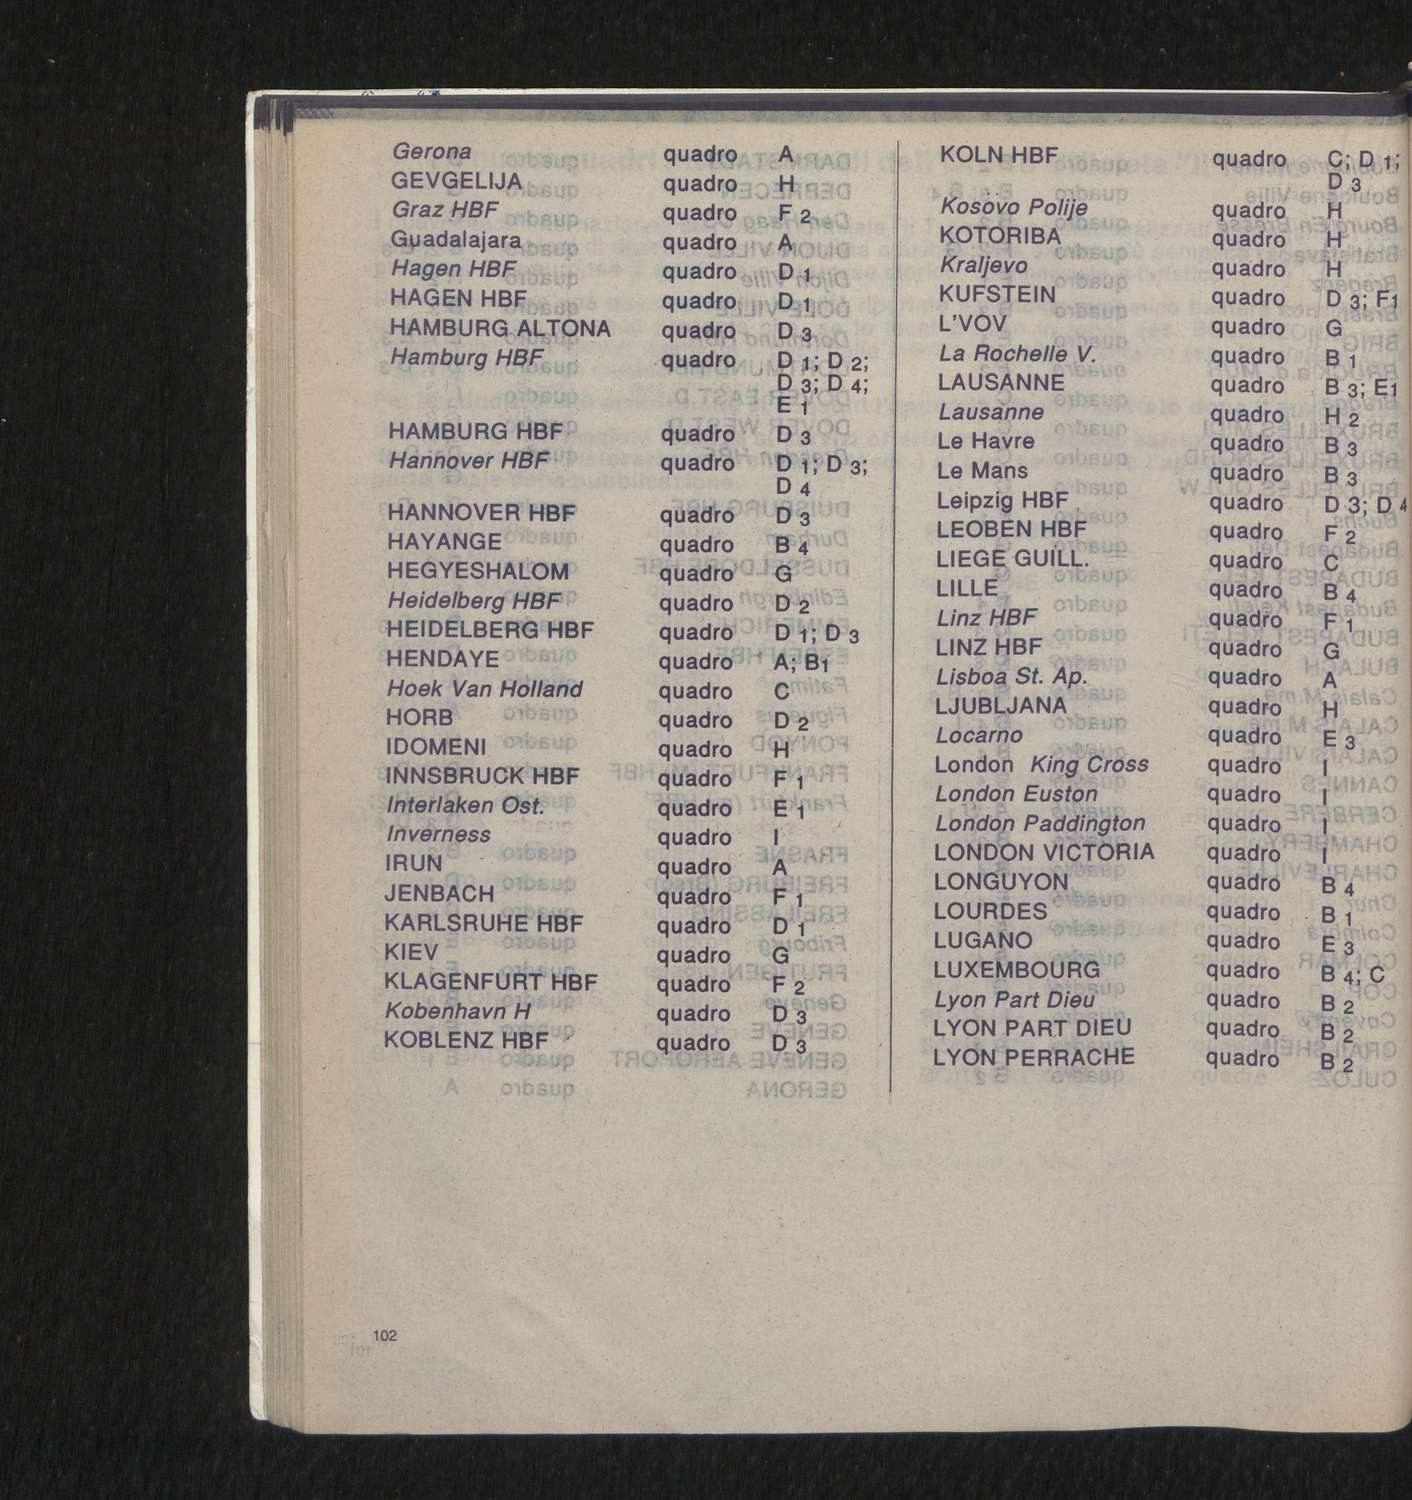 Gerona quadro A
GEVGELIJA quadro H
Graz HBF quadro F 2
Guadalajara quadro A
Hagen HBF quadro D 1
HAGEN HBF quadro D 1
HAMBURG ALTONA quadro D 3
Hamburg HBF quadro D 1; D 2;
D 3; D 4;
E 1
HAMBURG HBF quadro D 3
Hannover HBF quadro D 1; D 3;
D 4
HANNOVER HBF quadro D 3
HAYANGE quadro B 4
HEGYESHALOM quadro G
Heidelberg HBF quadro D 2
HEIDELBERG HBF quadro D 1; D 3
HENDAYE quadro A; B1
Hoek Van Holland quadro C
HORB quadro D 2
IDOMENI quadro H
INNSBRUCK HBF quadro F 1
Interlaken Ost. quadro E 1
Inverness quadro I
IRUN quadro A
JENBACH quadro F 1
KARLSRUHE HBF quadro D 1
KIEV quadro G
KLAGENFURT HBF quadro F 2
Kobenhavn H quadro D 3
KOBLENZ HBF quadro D 3
KOLN HBF quadro C; D 1;
D 3
Kosovo Polije quadro H
KOTORIBA quadro H
Kraljevo quadro H
KUFSTEIN quadro D 3; F1
L'VOV quadro G
La Rochelle V. quadro B 1
LAUSANNE quadro B 3; E1
Lausanne quadro H 2
Le Havre quadro B 3
Le Mans quadro B 3
Leipzig HBF quadro D 3; D 4
LEOBEN HBF quadro F 2
LIEGE GUILL. quadro C
LILLE quadro B 4
Linz HBF quadro F 1
LINZ HBF quadro G
Lisboa St. Ap. quadro A
LJUBLJANA quadro H
Locarno quadro E 3
London King Cross quadro I
London Euston quadro I
London Paddington quadro I
LONDON VICTORIA quadro I
LONGUYON quadro B 4
LOURDES quadro B 1
LUGANO quadro E 3
LUXEMBOURG quadro B 4; C
Lyon Part Dieu quadro B 2
LYON PART DIEU quadro B 2
LYON PERRACHE quadro B 2
102